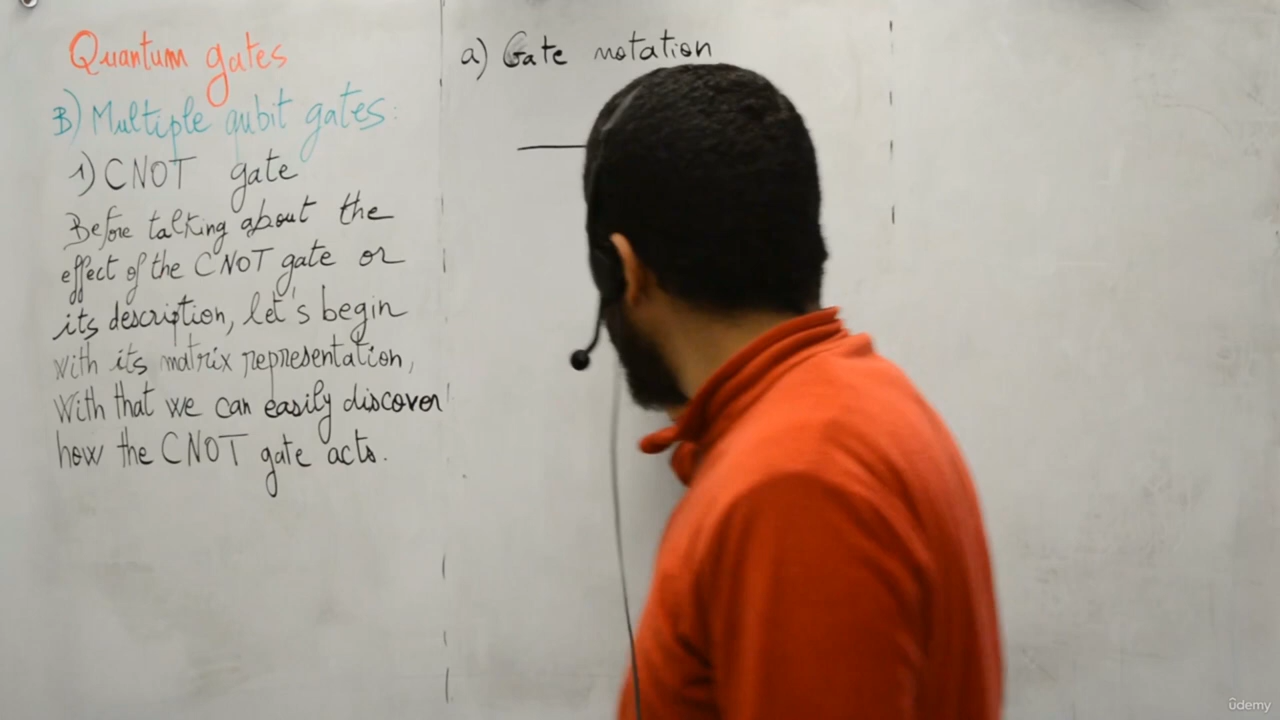 Quantum gates
B) Multiple qubit gates:
1) CNOT gate
Before talking about the
effect of the CNOT gate or
its description, let's begin
with its matrix representation,
With that we can easily discover
how the CNOT gate acts.
a) Gate notation
ûdemy